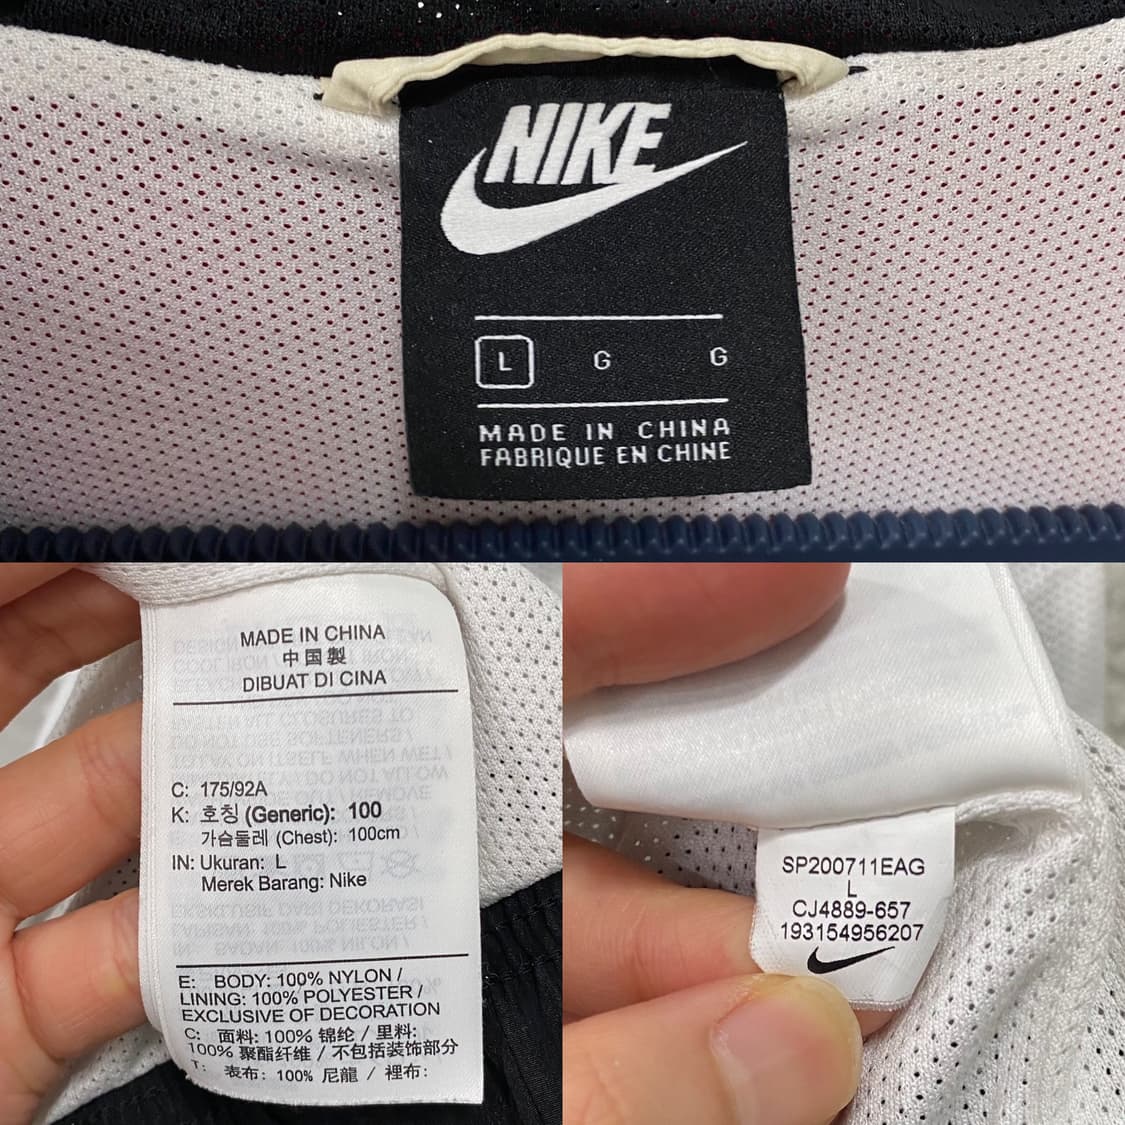 NIKE
L G G
MADE IN CHINA
FABRIQUE EN CHINE
MADE IN CHINA
中国製
DIBUAT DI CINA
C: 175/92A
K: 호칭 (Generic): 100
가슴둘레 (Chest): 100cm
IN: Ukuran: L
Merek Barang: Nike
E: BODY: 100% NYLON /
LINING: 100% POLYESTER /
EXCLUSIVE OF DECORATION
C: 面料: 100% 锦纶 / 里料:
100% 聚酯纤维 / 不包括装饰部分
T: 表布: 100% 尼龍 / 裡布:
SP200711EAG
L
CJ4889-657
193154956207